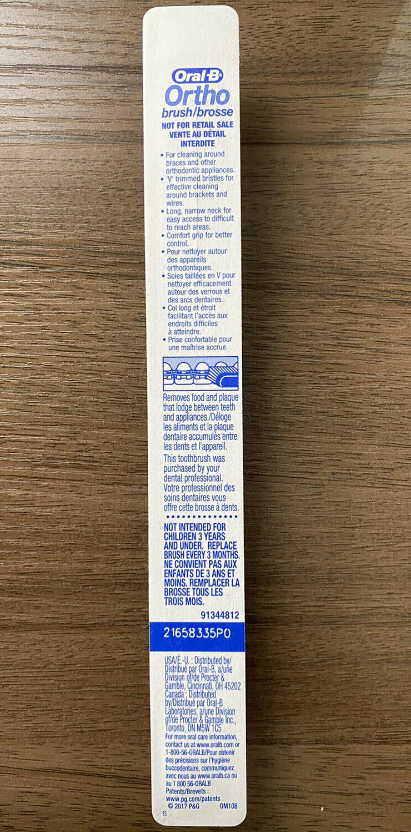 Oral-B
Ortho
brush/brosse
NOT FOR RETAIL SALE
VENTE AU DÉTAIL
INTERDITE
• For cleaning around
braces and other
orthodontic appliances.
• 'V' trimmed bristles for
effective cleaning
around brackets and
wires.
• Long, narrow neck for
easy access to difficult
to reach areas.
• Comfort grip for better
control.
• Pour nettoyer autour
des appareils
orthodontiques.
• Soies taillées en V pour
nettoyer efficacement
autour des verrous et
des arcs dentaires.
• Col long et étroit
facilitant l'accès aux
endroits difficiles
à atteindre.
• Prise confortable pour
une maîtrise accrue.
Removes food and plaque
that lodge between teeth
and appliances./Déloge
les aliments et la plaque
dentaire accumulés entre
les dents et l'appareil.
This toothbrush was
purchased by your
dental professional.
Votre professionnel des
soins dentaires vous
offre cette brosse à dents.
NOT INTENDED FOR
CHILDREN 3 YEARS
AND UNDER. REPLACE
BRUSH EVERY 3 MONTHS.
NE CONVIENT PAS AUX
ENFANTS DE 3 ANS ET
MOINS. REMPLACER LA
BROSSE TOUS LES
TROIS MOIS.
91344812
21658335P0
USA/É.-U. : Distributed by/
Distribué par Oral-B, a/une
Division of/de Procter &
Gamble, Cincinnati, OH 45202
Canada : Distributed
by/Distribué par Oral-B
Laboratories, a/une Division
of/de Procter & Gamble Inc.,
Toronto, ON M5W 1C5
For more oral care information,
contact us at www.oralb.com or
1-800-56-ORALB/Pour obtenir
des précisions sur l'hygiène
buccodentaire, communiquez
avec nous au www.oralb.ca ou
au 1 800 56-ORALB
Patents/Brevets :
www.pg.com/patents
© 2017 P&G OM108
6